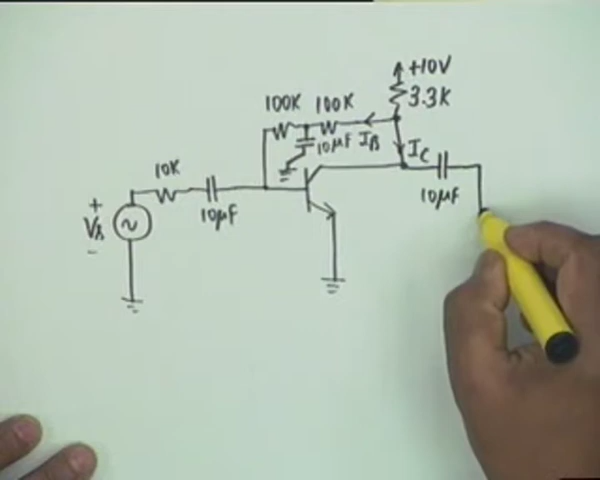 +10V
3.3K
100K 100K
10μF IB
IC
10K
10μF
10μF
+
Vs
-